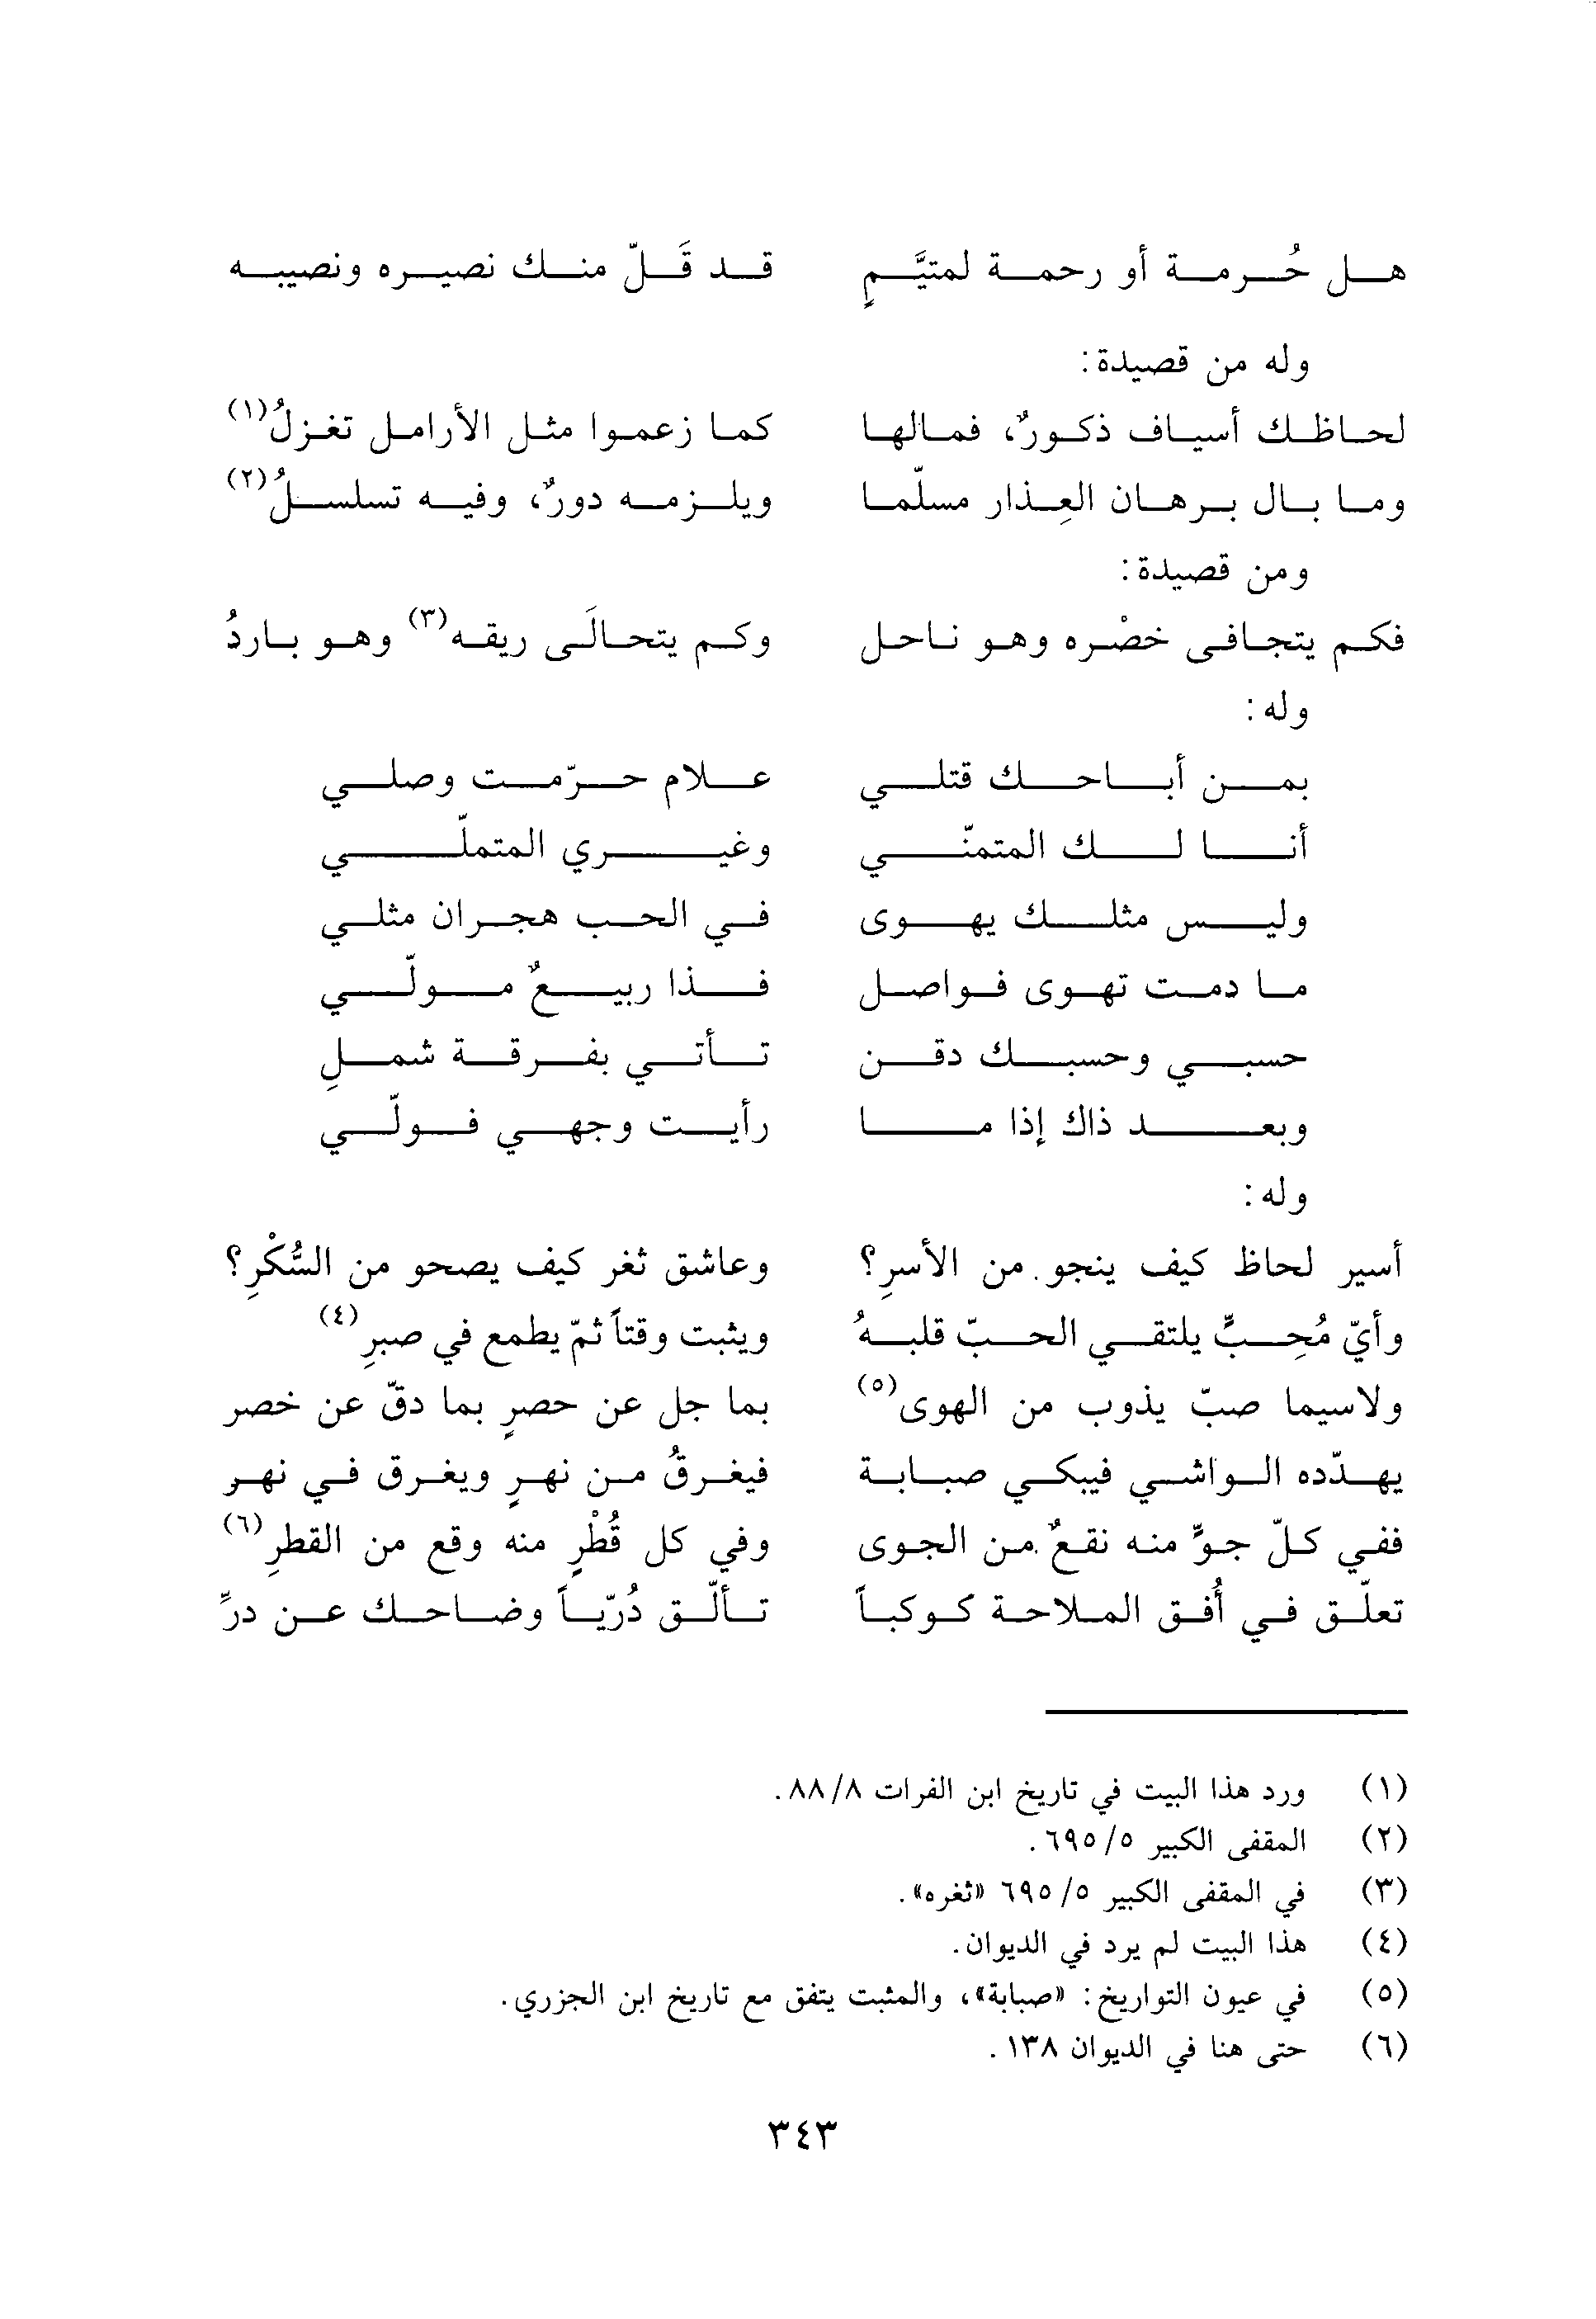 هل حُرمة أو رحمة لمتيَّمٍ قد قَلّ منك نصيره ونصيبه
وله من قصيدة:
لحاظك أسياف ذكورٌ، فمالها كما زعموا مثل الأرامل تغزلُ(١)
وما بال برهان العِذار مسلّما ويلزمه دورٌ، وفيه تسلسلُ(٢)
ومن قصيدة:
فكم يتجافى خصْره وهو ناحل وكم يتحالَى ريقه(٣) وهو باردُ
وله:
بمن أباحك قتلي علام حرّمت وصلي
أنا لك المتمنّي وغيري المتملّي
وليس مثلك يهوى في الحب هجران مثلي
ما دمت تهوى فواصل فذا ربيعٌ مولّي
حسبي وحسبك دقن تأتي بفرقة شملِ
وبعد ذاك إذا ما رأيت وجهي فولّي
وله:
أسير لحاظ كيف ينجو من الأسرِ؟ وعاشق ثغر كيف يصحو من السُّكْرِ؟
وأيّ مُحِبٍّ يلتقي الحبّ قلبهُ ويثبت وقتاً ثمّ يطمع في صبرِ(٤)
ولاسيما صبّ يذوب من الهوى(٥) بما جل عن حصرٍ بما دقّ عن خصر
يهدّده الواشي فيبكي صبابة فيغرقُ من نهرٍ ويغرق في نهر
ففي كلّ جوٍّ منه نقعٌ من الجوى وفي كل قُطْرٍ منه وقع من القطرِ(٦)
تعلّق في أُفق الملاحة كوكباً تألّق دُرّيّاً وضاحك عن درِّ
(١) ورد هذا البيت في تاريخ ابن الفرات ٨٨/٨.
(٢) المقفى الكبير ٦٩٥/٥.
(٣) في المقفى الكبير ٦٩٥/٥ «ثغره».
(٤) هذا البيت لم يرد في الديوان.
(٥) في عيون التواريخ: «صبابة»، والمثبت يتفق مع تاريخ ابن الجزري.
(٦) حتى هنا في الديوان ١٣٨.
٣٤٣